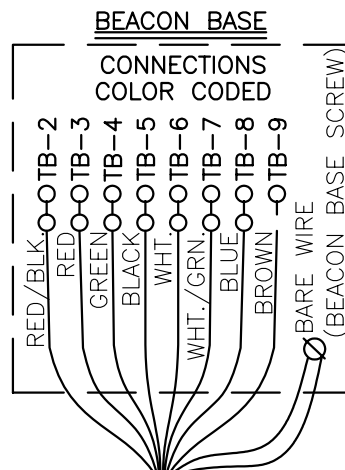 BEACON BASE
CONNECTIONS
COLOR CODED
TB-2
TB-3
TB-4
TB-5
TB-6
TB-7
TB-8
TB-9
RED/BLK.
RED
GREEN
BLACK
WHT.
WHT./GRN.
BLUE
BROWN
BARE WIRE
(BEACON BASE SCREW)